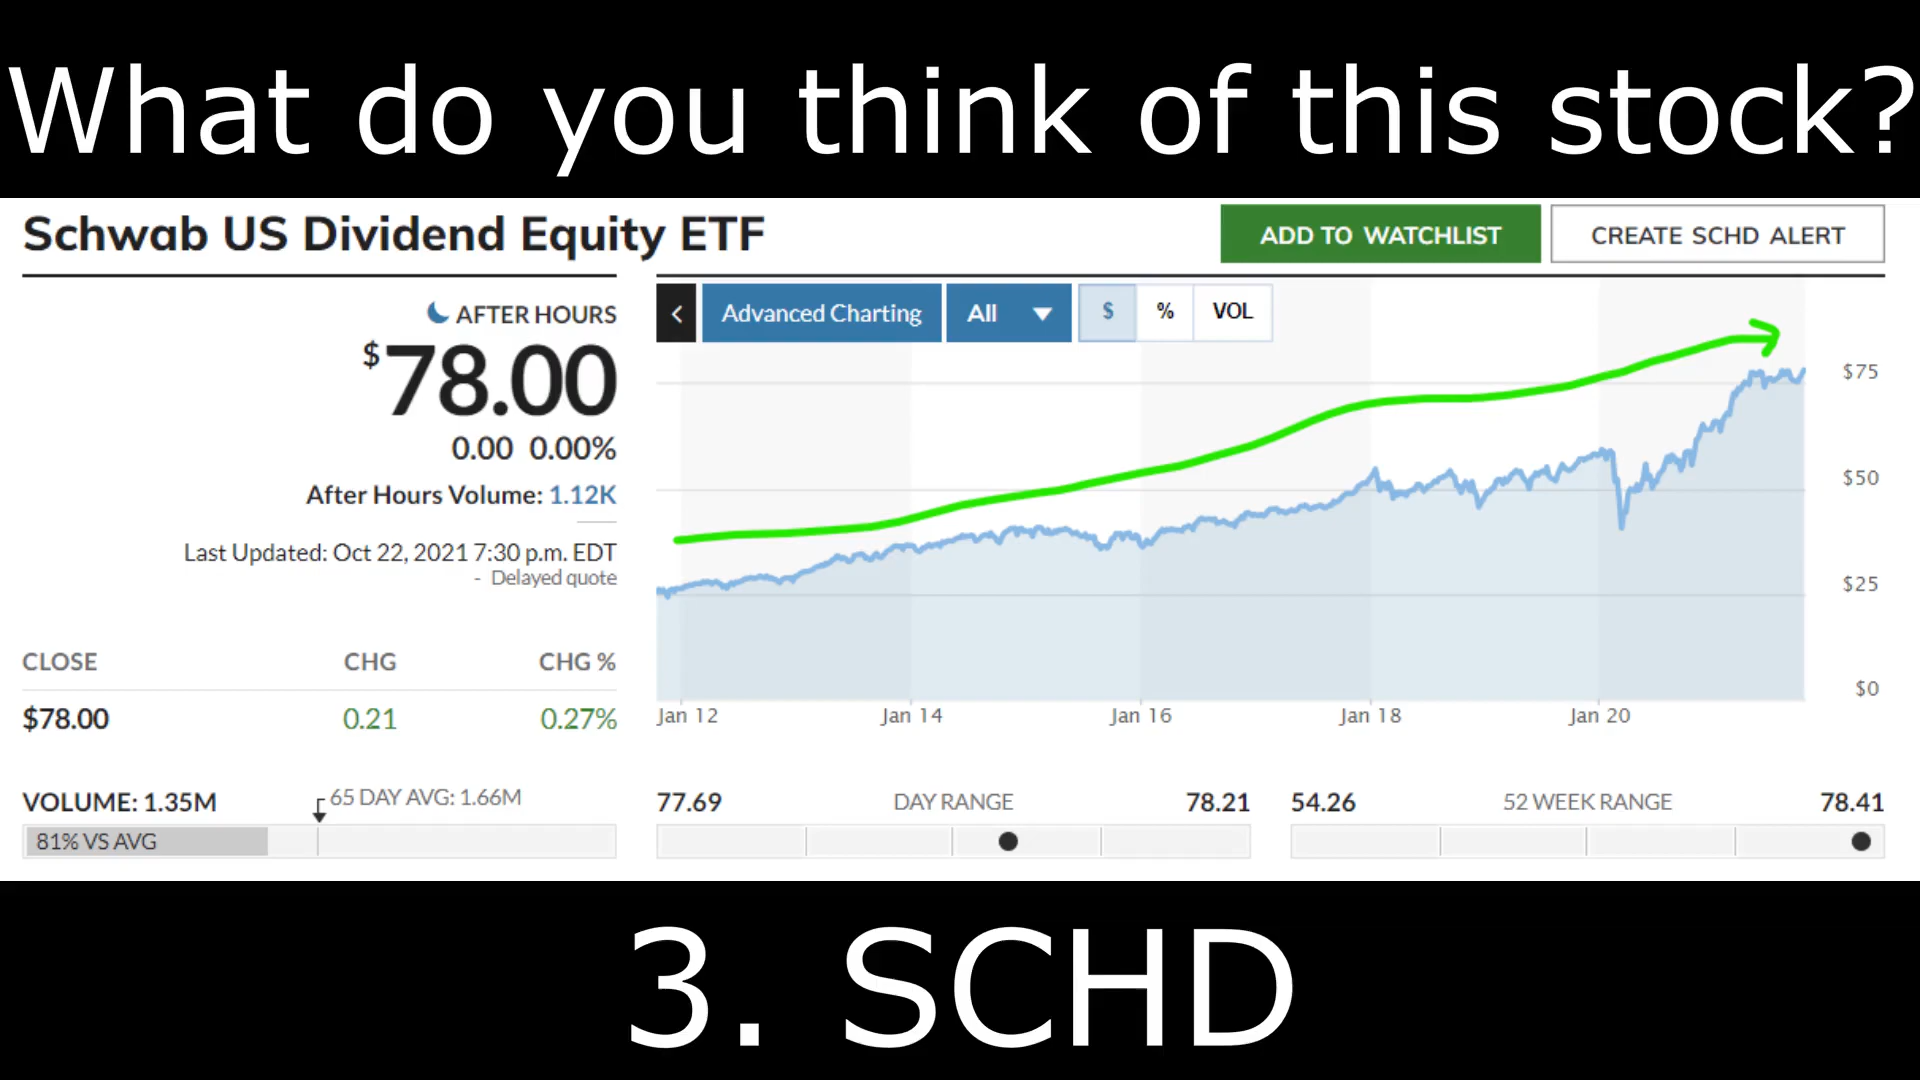 What do you think of this stock?
Schwab US Dividend Equity ETF
ADD TO WATCHLIST
CREATE SCHD ALERT
AFTER HOURS
$78.00
0.00 0.00%
After Hours Volume: 1.12K
Last Updated: Oct 22, 2021 7:30 p.m. EDT
- Delayed quote
CLOSE CHG CHG %
$78.00 0.21 0.27%
VOLUME: 1.35M
65 DAY AVG: 1.66M
81% VS AVG
< Advanced Charting All $ % VOL
$75
$50
$25
$0
Jan 12 Jan 14 Jan 16 Jan 18 Jan 20
77.69 DAY RANGE 78.21
54.26 52 WEEK RANGE 78.41
3. SCHD